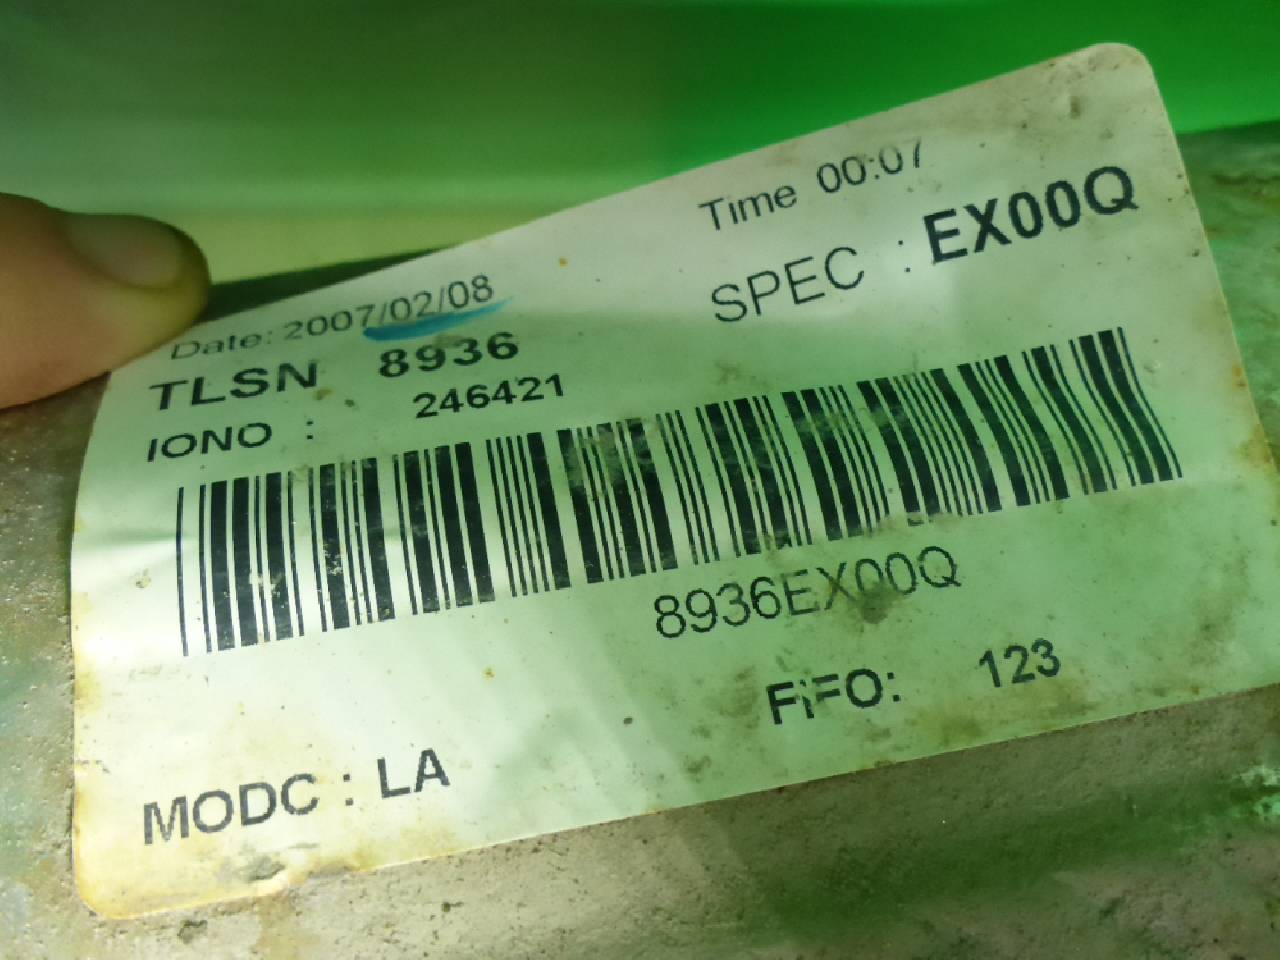 Time 00:07
Date: 2007/02/08
SPEC : EX00Q
TLSN 8936
IONO : 246421
8936EX00Q
FIFO: 123
MODC : LA